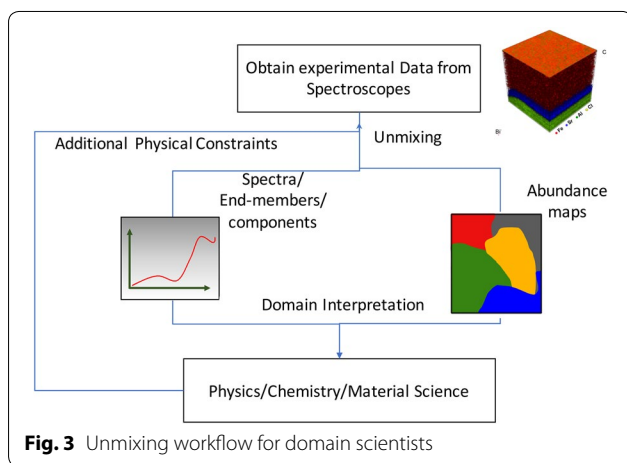 Obtain experimental Data from
Spectroscopes
C
Bl
Additional Physical Constraints
Unmixing
Spectra/
End-members/
components
Abundance
maps
Domain Interpretation
Physics/Chemistry/Material Science
Fig. 3 Unmixing workflow for domain scientists